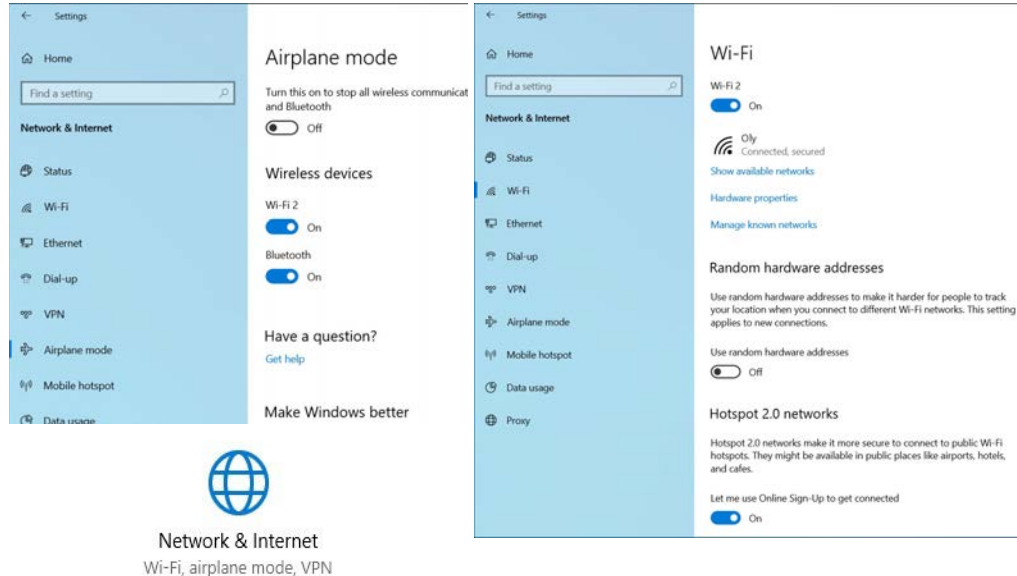 Settings
Home
Find a setting
Network & Internet
Status
Wi-Fi
Ethernet
Dial-up
VPN
Airplane mode
Mobile hotspot
Data usage
Airplane mode
Turn this on to stop all wireless communicat
and Bluetooth
Off
Wireless devices
Wi-Fi 2
On
Bluetooth
On
Have a question?
Get help
Make Windows better
Network & Internet
Wi-Fi, airplane mode, VPN
Settings
Home
Find a setting
Network & Internet
Status
Wi-Fi
Ethernet
Dial-up
VPN
Airplane mode
Mobile hotspot
Data usage
Proxy
Wi-Fi
Wi-Fi 2
On
Oly
Connected, secured
Show available networks
Hardware properties
Manage known networks
Random hardware addresses
Use random hardware addresses to make it harder for people to track
your location when you connect to different Wi-Fi networks. This setting
applies to new connections.
Use random hardware addresses
Off
Hotspot 2.0 networks
Hotspot 2.0 networks make it more secure to connect to public Wi-Fi
hotspots. They might be available in public places like airports, hotels,
and cafes.
Let me use Online Sign-Up to get connected
On